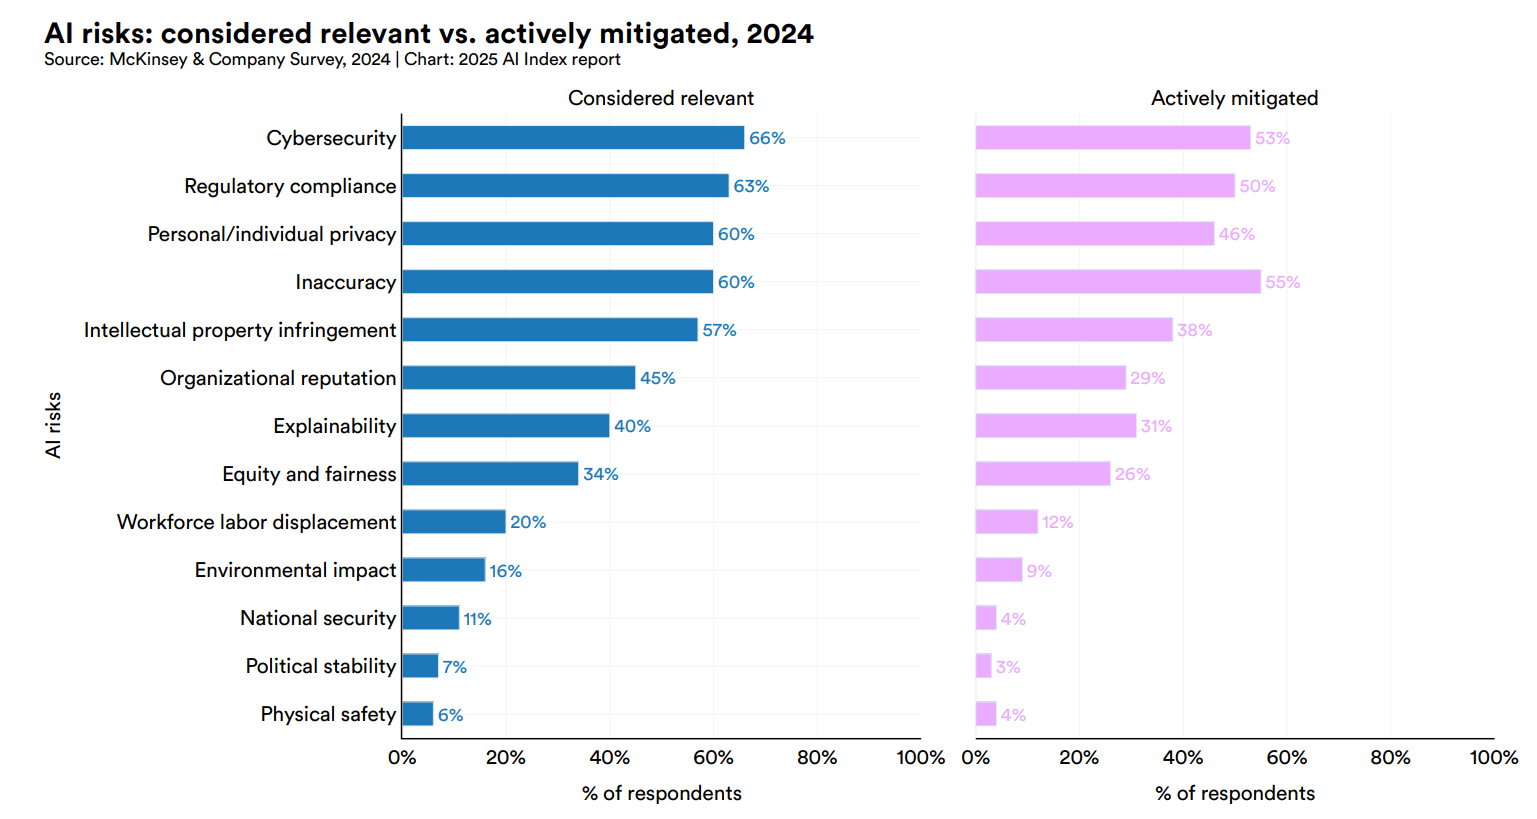 AI risks: considered relevant vs. actively mitigated, 2024
Source: McKinsey & Company Survey, 2024 | Chart: 2025 AI Index report
Considered relevant
Actively mitigated
AI risks
Cybersecurity 66% 53%
Regulatory compliance 63% 50%
Personal/individual privacy 60% 46%
Inaccuracy 60% 55%
Intellectual property infringement 57% 38%
Organizational reputation 45% 29%
Explainability 40% 31%
Equity and fairness 34% 26%
Workforce labor displacement 20% 12%
Environmental impact 16% 9%
National security 11% 4%
Political stability 7% 3%
Physical safety 6% 4%
0% 20% 40% 60% 80% 100% 0% 20% 40% 60% 80% 100%
% of respondents
% of respondents